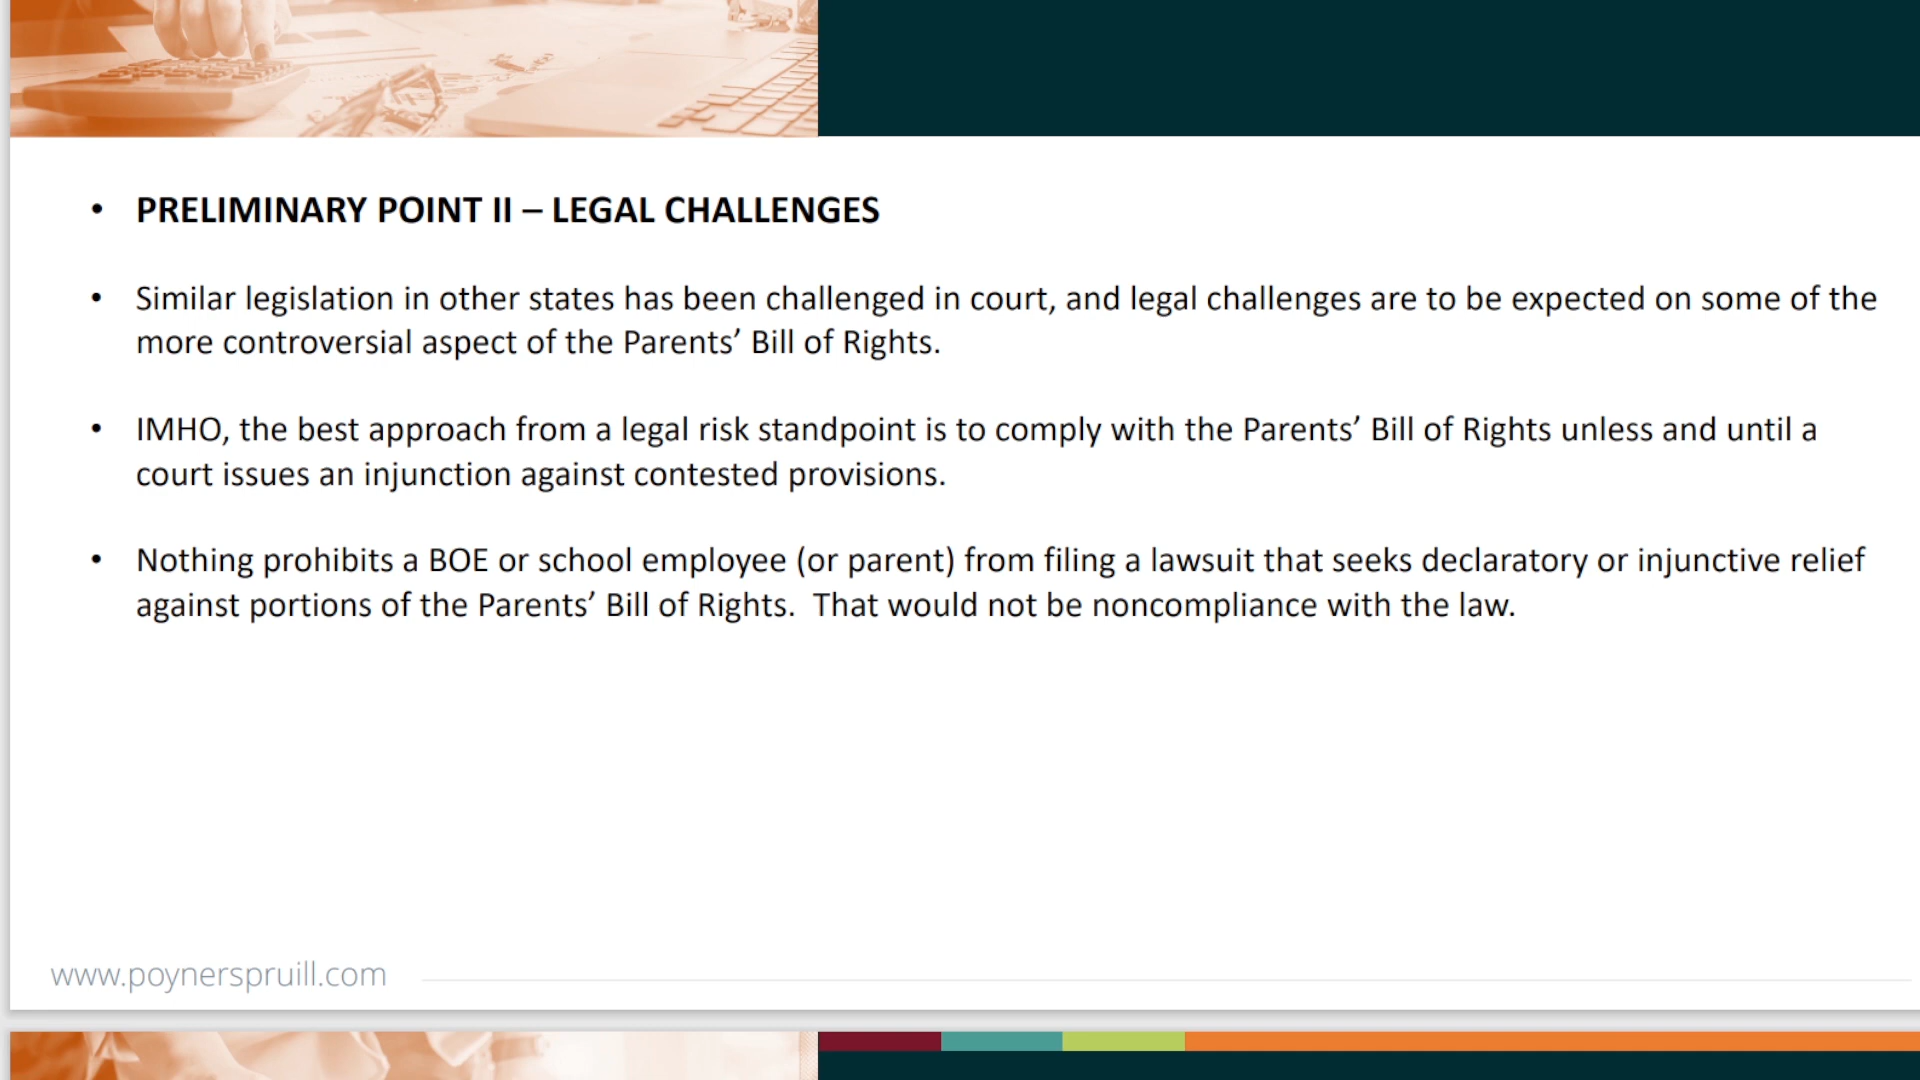 • PRELIMINARY POINT II – LEGAL CHALLENGES
• Similar legislation in other states has been challenged in court, and legal challenges are to be expected on some of the
more controversial aspect of the Parents’ Bill of Rights.
• IMHO, the best approach from a legal risk standpoint is to comply with the Parents’ Bill of Rights unless and until a
court issues an injunction against contested provisions.
• Nothing prohibits a BOE or school employee (or parent) from filing a lawsuit that seeks declaratory or injunctive relief
against portions of the Parents’ Bill of Rights.  That would not be noncompliance with the law.
www.poynerspruill.com